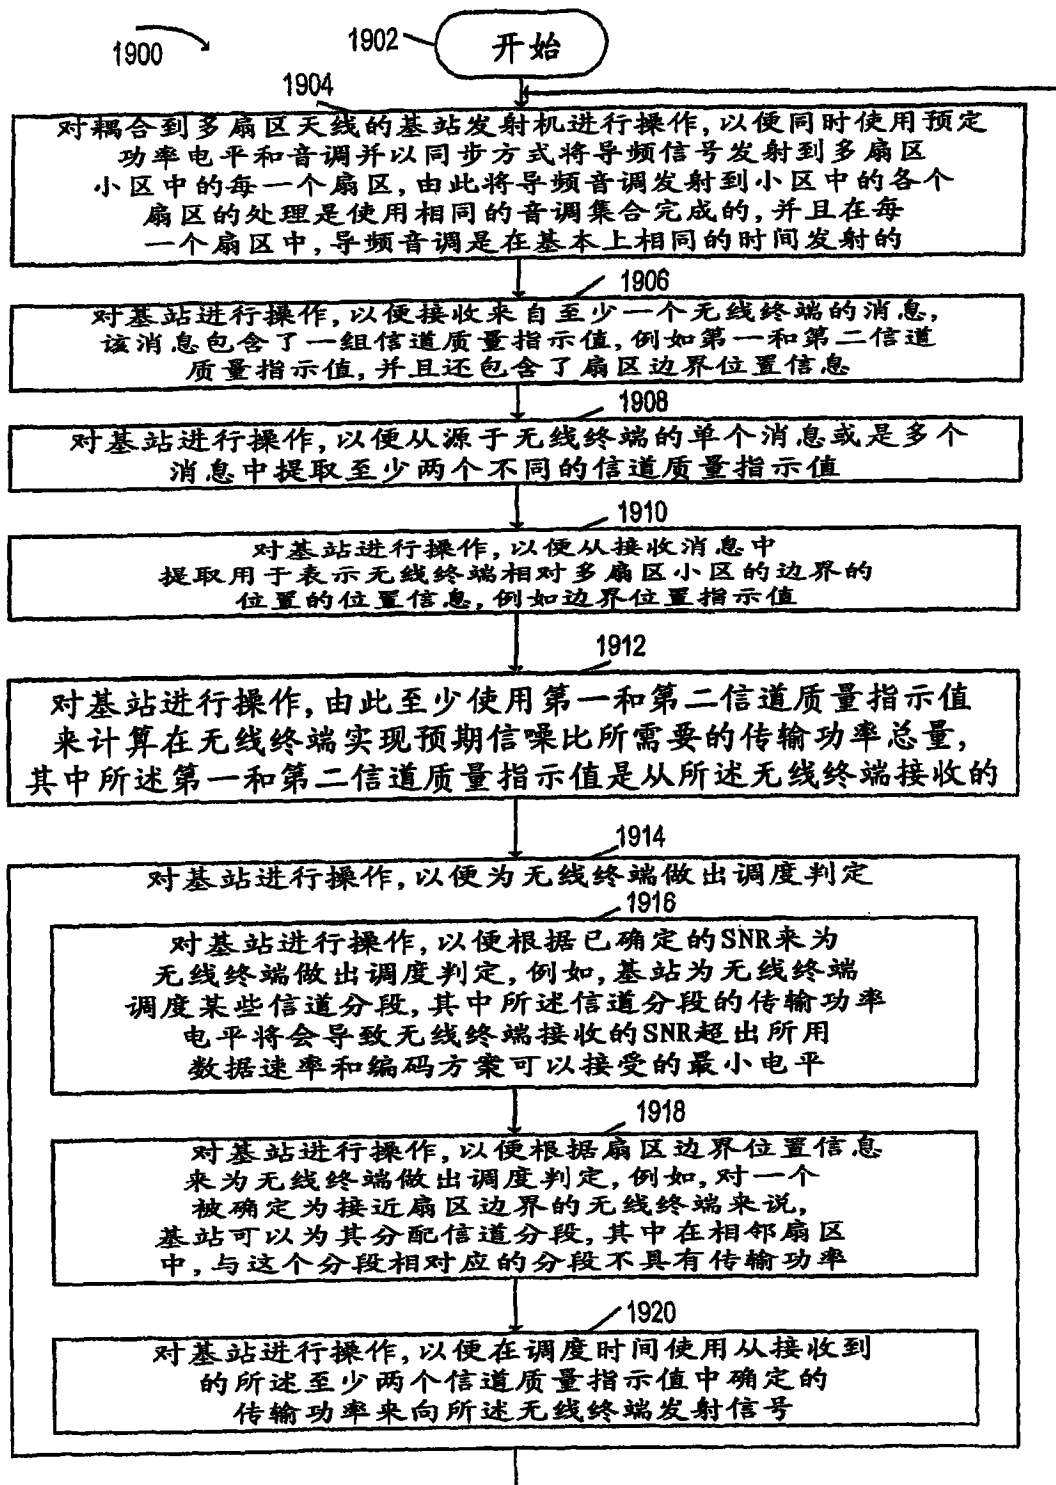 1900
1902
开始
1904
对耦合到多扇区天线的基站发射机进行操作,以便同时使用预定
功率电平和音调并以同步方式将导频信号发射到多扇区
小区中的每一个扇区,由此将导频音调发射到小区中的各个
扇区的处理是使用相同的音调集合完成的,并且在每
一个扇区中,导频音调是在基本上相同的时间发射的
1906
对基站进行操作,以便接收来自至少一个无线终端的消息,
该消息包含了一组信道质量指示值,例如第一和第二信道
质量指示值,并且还包含了扇区边界位置信息
1908
对基站进行操作,以便从源于无线终端的单个消息或是多个
消息中提取至少两个不同的信道质量指示值
1910
对基站进行操作,以便从接收消息中
提取用于表示无线终端相对多扇区小区的边界的
位置的位置信息,例如边界位置指示值
1912
对基站进行操作,由此至少使用第一和第二信道质量指示值
来计算在无线终端实现预期信噪比所需要的传输功率总量,
其中所述第一和第二信道质量指示值是从所述无线终端接收的
1914
对基站进行操作,以便为无线终端做出调度判定
1916
对基站进行操作,以便根据已确定的SNR来为
无线终端做出调度判定,例如,基站为无线终端
调度某些信道分段,其中所述信道分段的传输功率
电平将会导致无线终端接收的SNR超出所用
数据速率和编码方案可以接受的最小电平
1918
对基站进行操作,以便根据扇区边界位置信息
来为无线终端做出调度判定,例如,对一个
被确定为接近扇区边界的无线终端来说,
基站可以为其分配信道分段,其中在相邻扇区
中,与这个分段相对应的分段不具有传输功率
1920
对基站进行操作,以便在调度时间使用从接收到
的所述至少两个信道质量指示值中确定的
传输功率来向所述无线终端发射信号